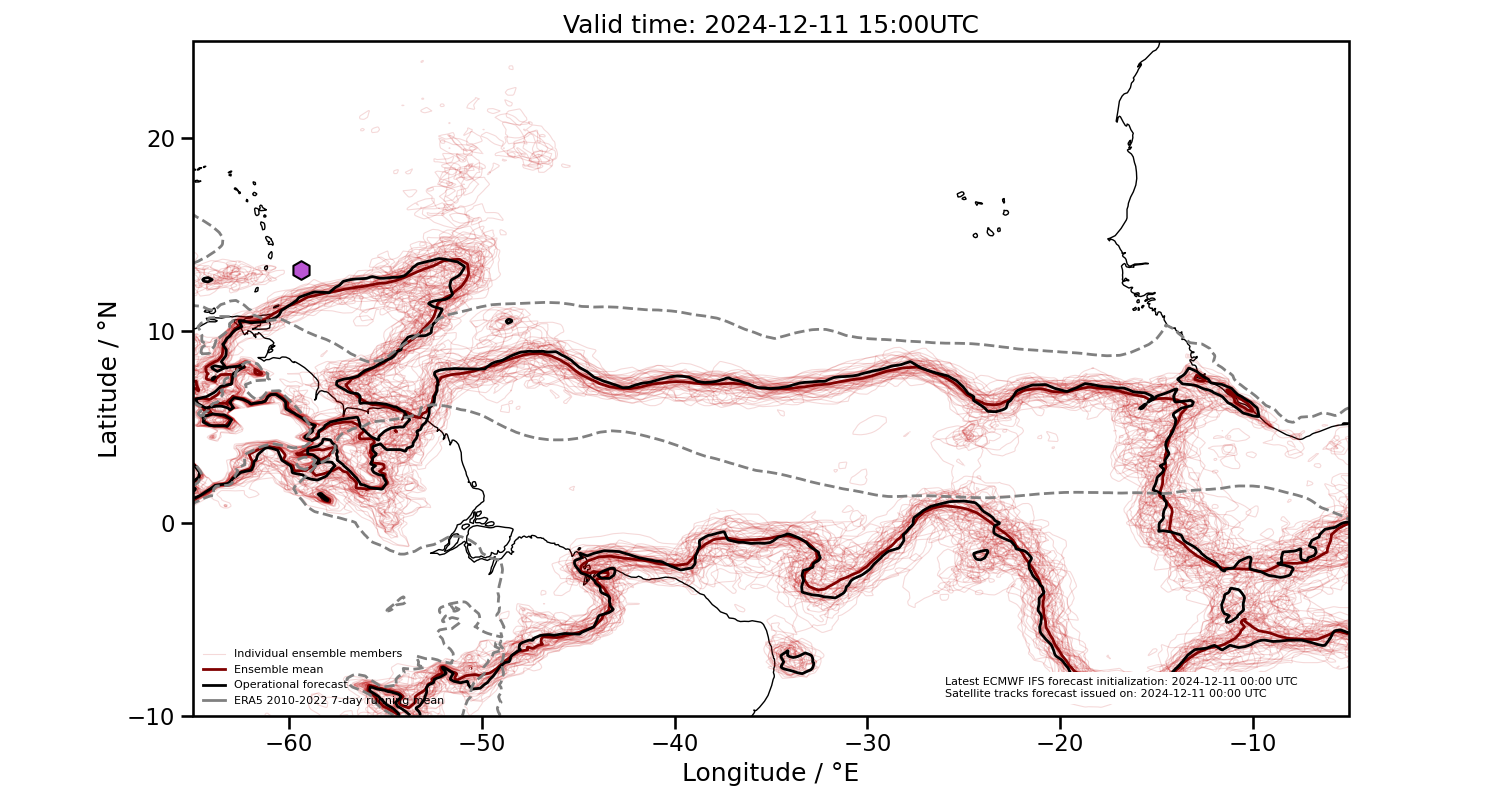 Valid time: 2024-12-11 15:00UTC
20
10
0
−10
Latitude / °N
Individual ensemble members
Ensemble mean
Operational forecast
ERA5 2010-2022 7-day running mean
Latest ECMWF IFS forecast initialization: 2024-12-11 00:00 UTC
Satellite tracks forecast issued on: 2024-12-11 00:00 UTC
−60 −50 −40 −30 −20 −10
Longitude / °E